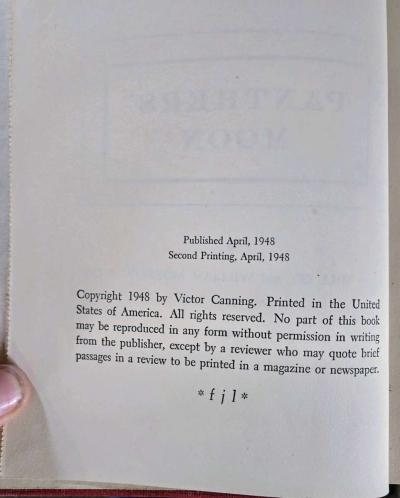 PANTHERS'
MOON
Published April, 1948
Second Printing, April, 1948
Copyright 1948 by Victor Canning. Printed in the United
States of America. All rights reserved. No part of this book
may be reproduced in any form without permission in writing
from the publisher, except by a reviewer who may quote brief
passages in a review to be printed in a magazine or newspaper.
* f j l *